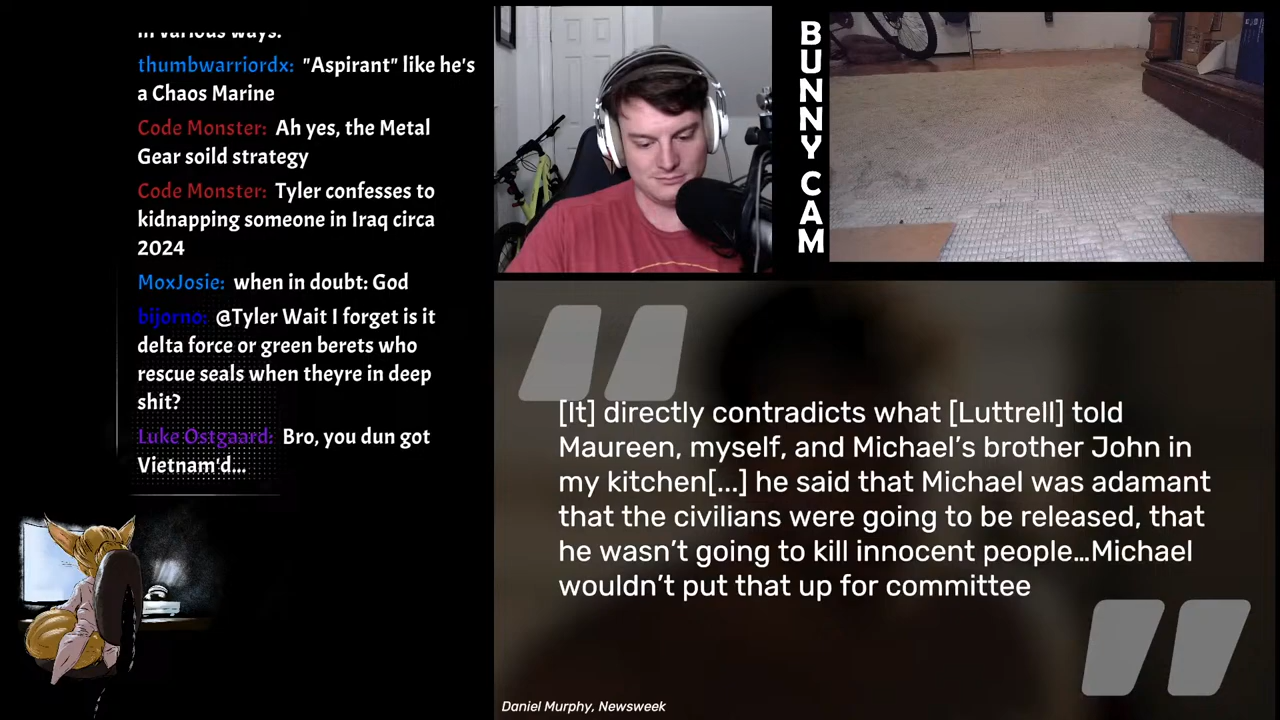 in various ways.
thumbwarriordx: "Aspirant" like he's
a Chaos Marine
Code Monster: Ah yes, the Metal
Gear soild strategy
Code Monster: Tyler confesses to
kidnapping someone in Iraq circa
2024
MoxJosie: when in doubt: God
bijorno: @Tyler Wait I forget is it
delta force or green berets who
rescue seals when theyre in deep
shit?
Luke Ostgaard: Bro, you dun got
Vietnam'd...
BUNNY CAM
[It] directly contradicts what [Luttrell] told
Maureen, myself, and Michael’s brother John in
my kitchen[...] he said that Michael was adamant
that the civilians were going to be released, that
he wasn’t going to kill innocent people…Michael
wouldn’t put that up for committee
Daniel Murphy, Newsweek